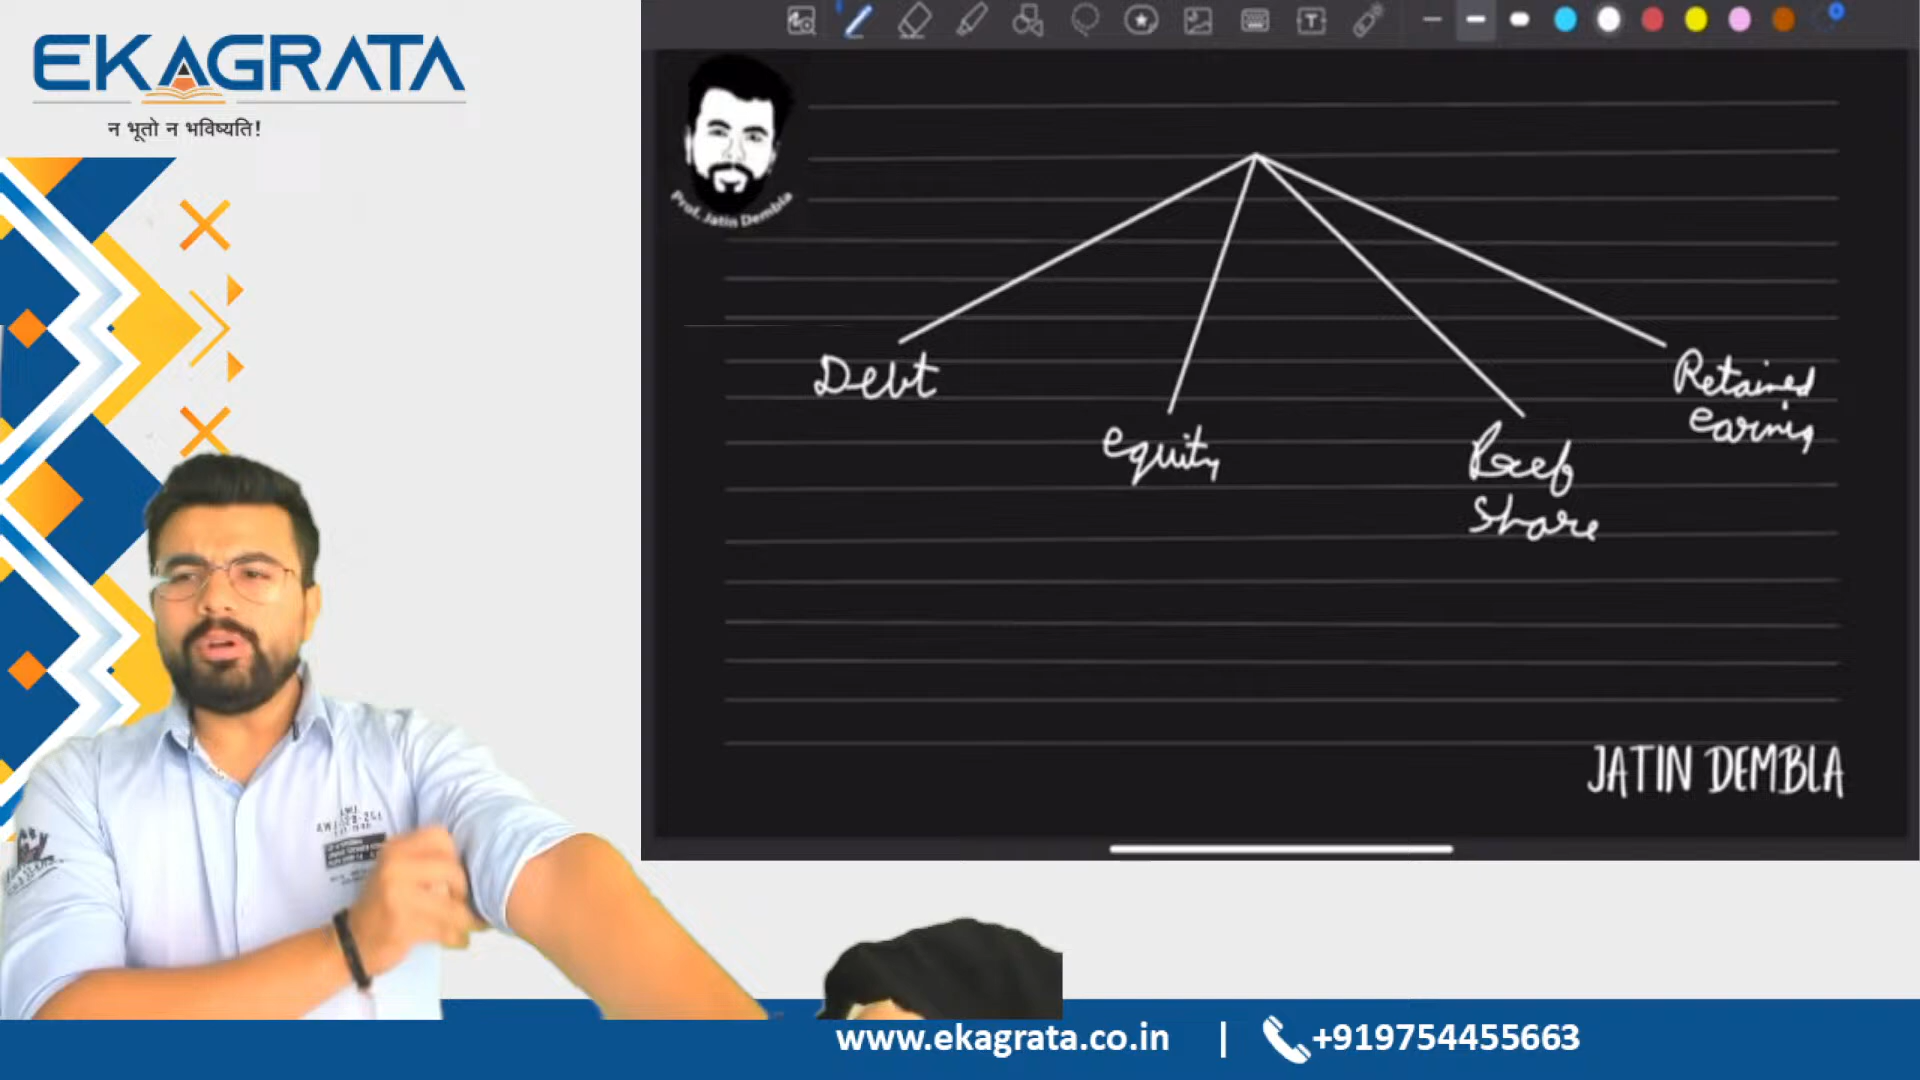 EKAGRATA
न भूतो न भविष्यति!
Prof. Jatin Dembla
Debt
equity
Pref
Share
Retained
earning
JATIN DEMBLA
www.ekagrata.co.in | +919754455663